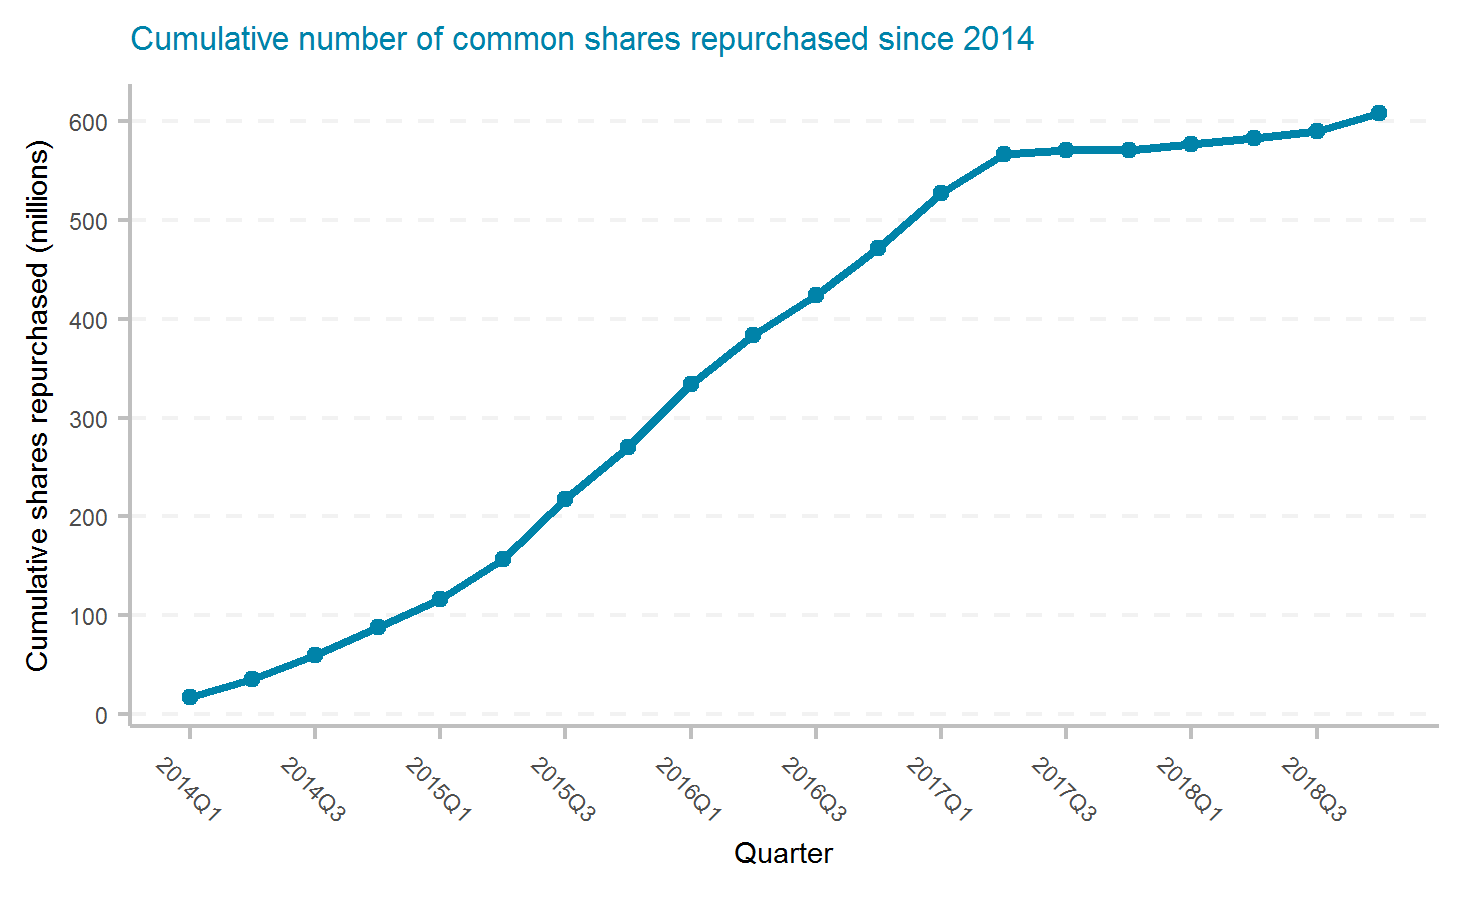 Cumulative number of common shares repurchased since 2014
Cumulative shares repurchased (millions)
600
500
400
300
200
100
0
2014Q1
2014Q3
2015Q1
2015Q3
2016Q1
2016Q3
2017Q1
2017Q3
2018Q1
2018Q3
Quarter